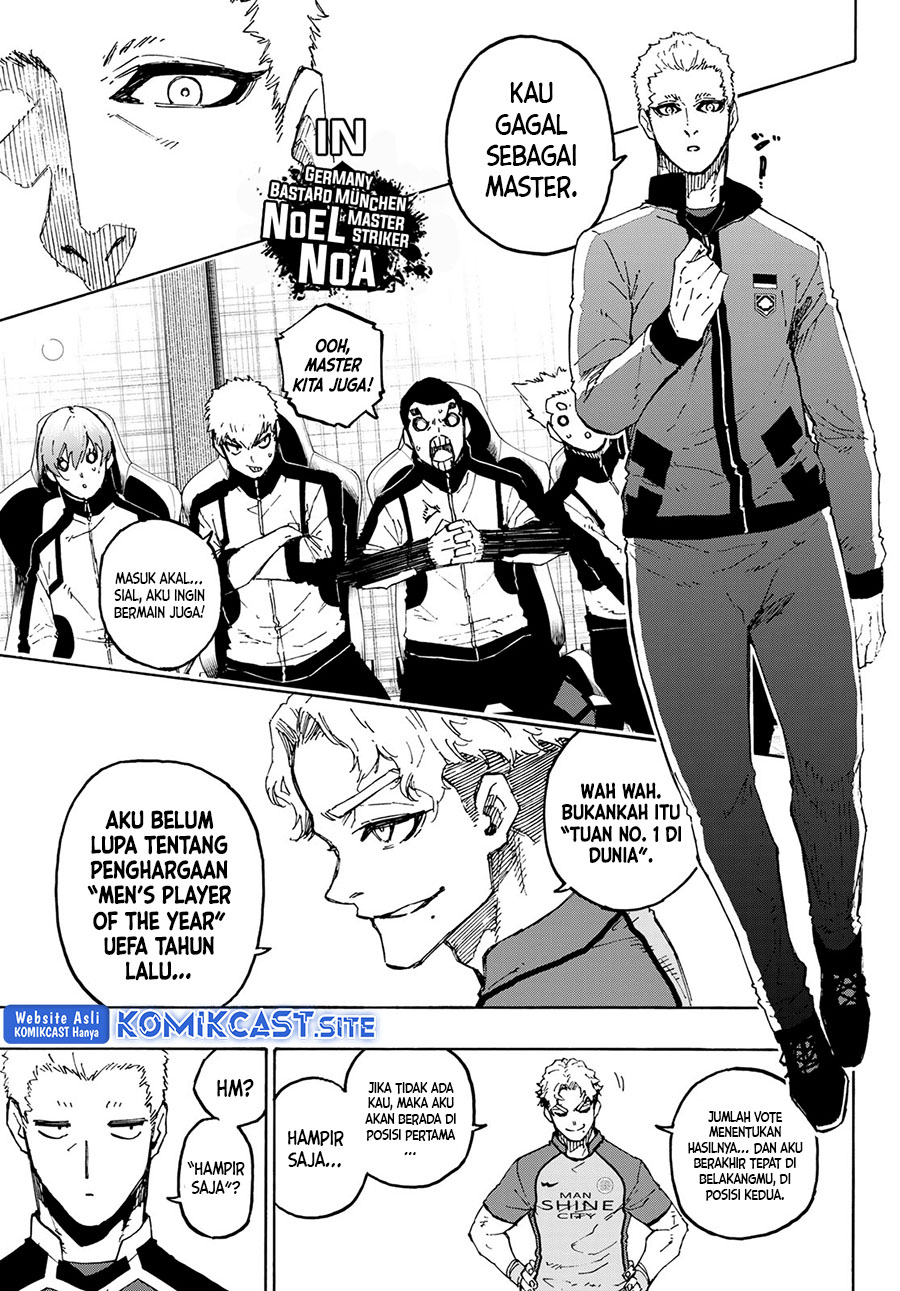 KAU
GAGAL
SEBAGAI
MASTER.
IN
GERMANY
BASTARD MÜNCHEN
NOEL MASTER
STRIKER
NOA
OOH,
MASTER
KITA JUGA!
MASUK AKAL...
SIAL, AKU INGIN
BERMAIN JUGA!
WAH WAH.
BUKANKAH ITU
"TUAN NO. 1 DI
DUNIA".
AKU BELUM
LUPA TENTANG
PENGHARGAAN
"MEN'S PLAYER
OF THE YEAR"
UEFA TAHUN
LALU...
Website Asli
KOMIKCAST Hanya
KOMIKCAST.SITE
JUMLAH VOTE
MENENTUKAN
HASILNYA... DAN AKU
BERAKHIR TEPAT DI
BELAKANGMU, DI
POSISI KEDUA.
MAN
SHINE
CITY
JIKA TIDAK ADA
KAU, MAKA AKU
AKAN BERADA DI
POSISI PERTAMA
...
HAMPIR
SAJA...
HM?
"HAMPIR
SAJA"?